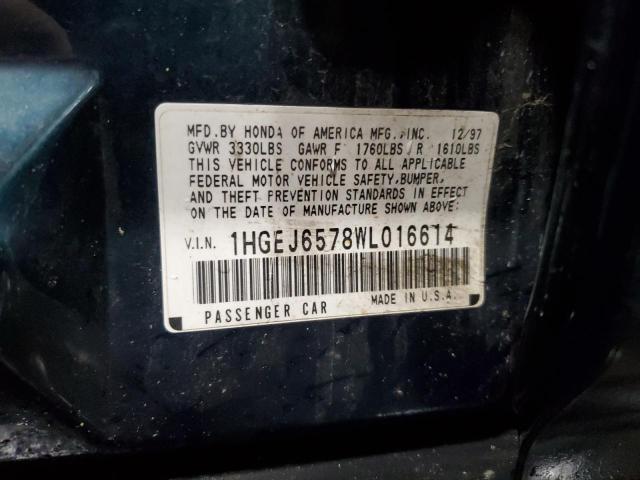 MFD.BY HONDA OF AMERICA MFG.,INC. 12/97
GVWR 3330LBS GAWR F 1760LBS/R 1610LBS
THIS VEHICLE CONFORMS TO ALL APPLICABLE
FEDERAL MOTOR VEHICLE SAFETY,BUMPER,
AND THEFT PREVENTION STANDARDS IN EFFECT
ON THE DATE OF MANUFACTURE SHOWN ABOVE:
V.I.N. 1HGEJ6578WL016614
PASSENGER CAR MADE IN U.S.A.